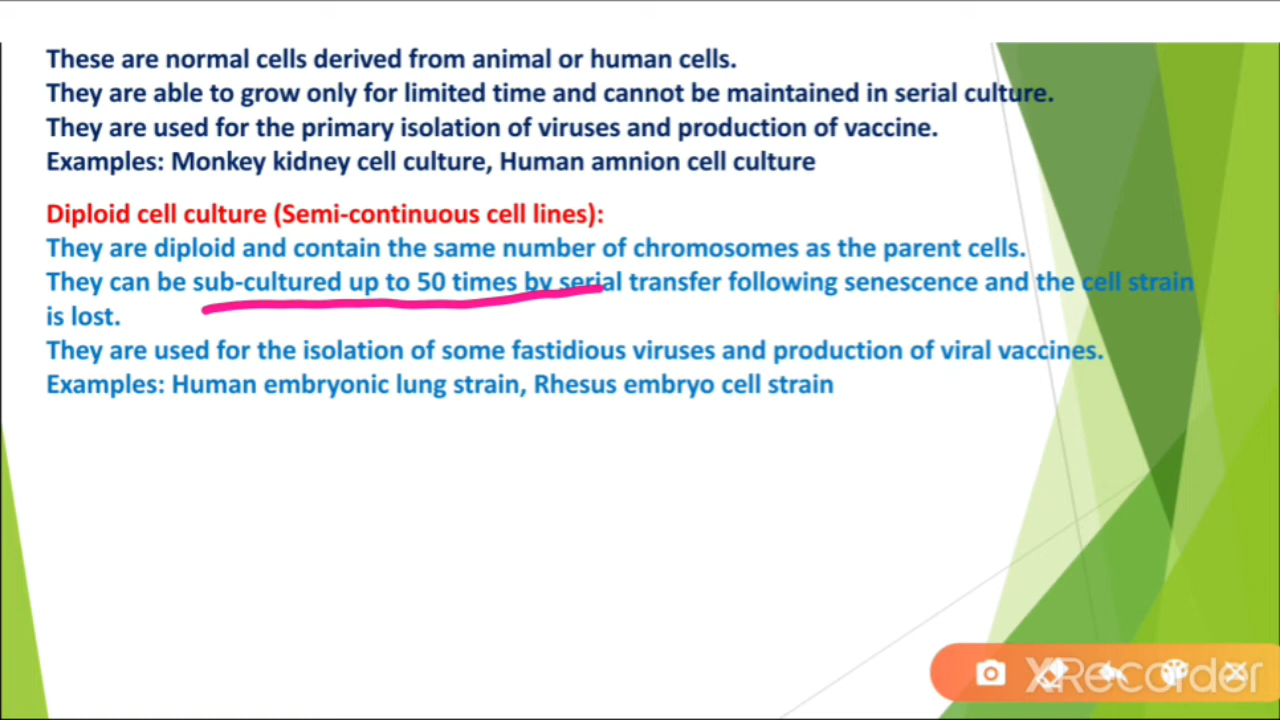 These are normal cells derived from animal or human cells.
They are able to grow only for limited time and cannot be maintained in serial culture.
They are used for the primary isolation of viruses and production of vaccine.
Examples: Monkey kidney cell culture, Human amnion cell culture
Diploid cell culture (Semi-continuous cell lines):
They are diploid and contain the same number of chromosomes as the parent cells.
They can be sub-cultured up to 50 times by serial transfer following senescence and the cell strain
is lost.
They are used for the isolation of some fastidious viruses and production of viral vaccines.
Examples: Human embryonic lung strain, Rhesus embryo cell strain
XRecorder